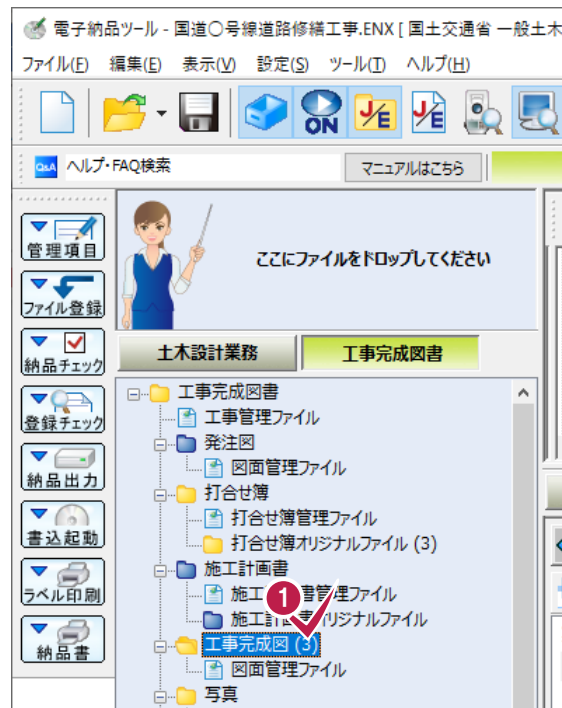 電子納品ツール - 国道〇号線道路修繕工事.ENX [ 国土交通省 一般土木
ファイル(F) 編集(E) 表示(V) 設定(S) ツール(T) ヘルプ(H)
ON J/E J/E
Q&A ヘルプ・FAQ検索 マニュアルはこちら
管理項目
ファイル登録
納品チェック
登録チェック
納品出力
書込起動
ラベル印刷
納品書
ここにファイルをドロップしてください
土木設計業務 工事完成図書
工事完成図書
工事管理ファイル
発注図
図面管理ファイル
打合せ簿
打合せ簿管理ファイル
打合せ簿オリジナルファイル (3)
施工計画書
施工 書管理ファイル
施工計画書オリジナルファイル
1
工事完成図 (3)
図面管理ファイル
写真